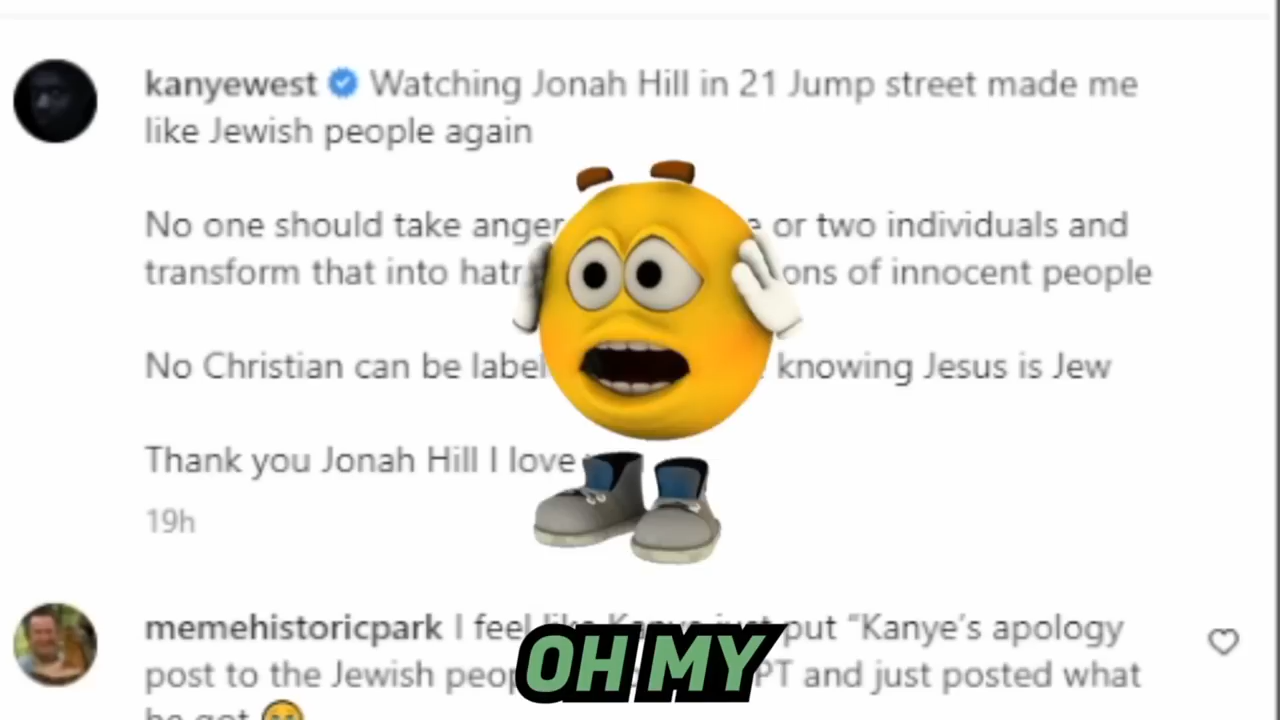 kanyewest Watching Jonah Hill in 21 Jump street made me
like Jewish people again
No one should take anger or two individuals and
transform that into hatr ons of innocent people
No Christian can be label knowing Jesus is Jew
Thank you Jonah Hill I love
19h
memehistoricpark I feel like Kanye just put “Kanye’s apology
post to the Jewish peop PT and just posted what
he got
OH MY